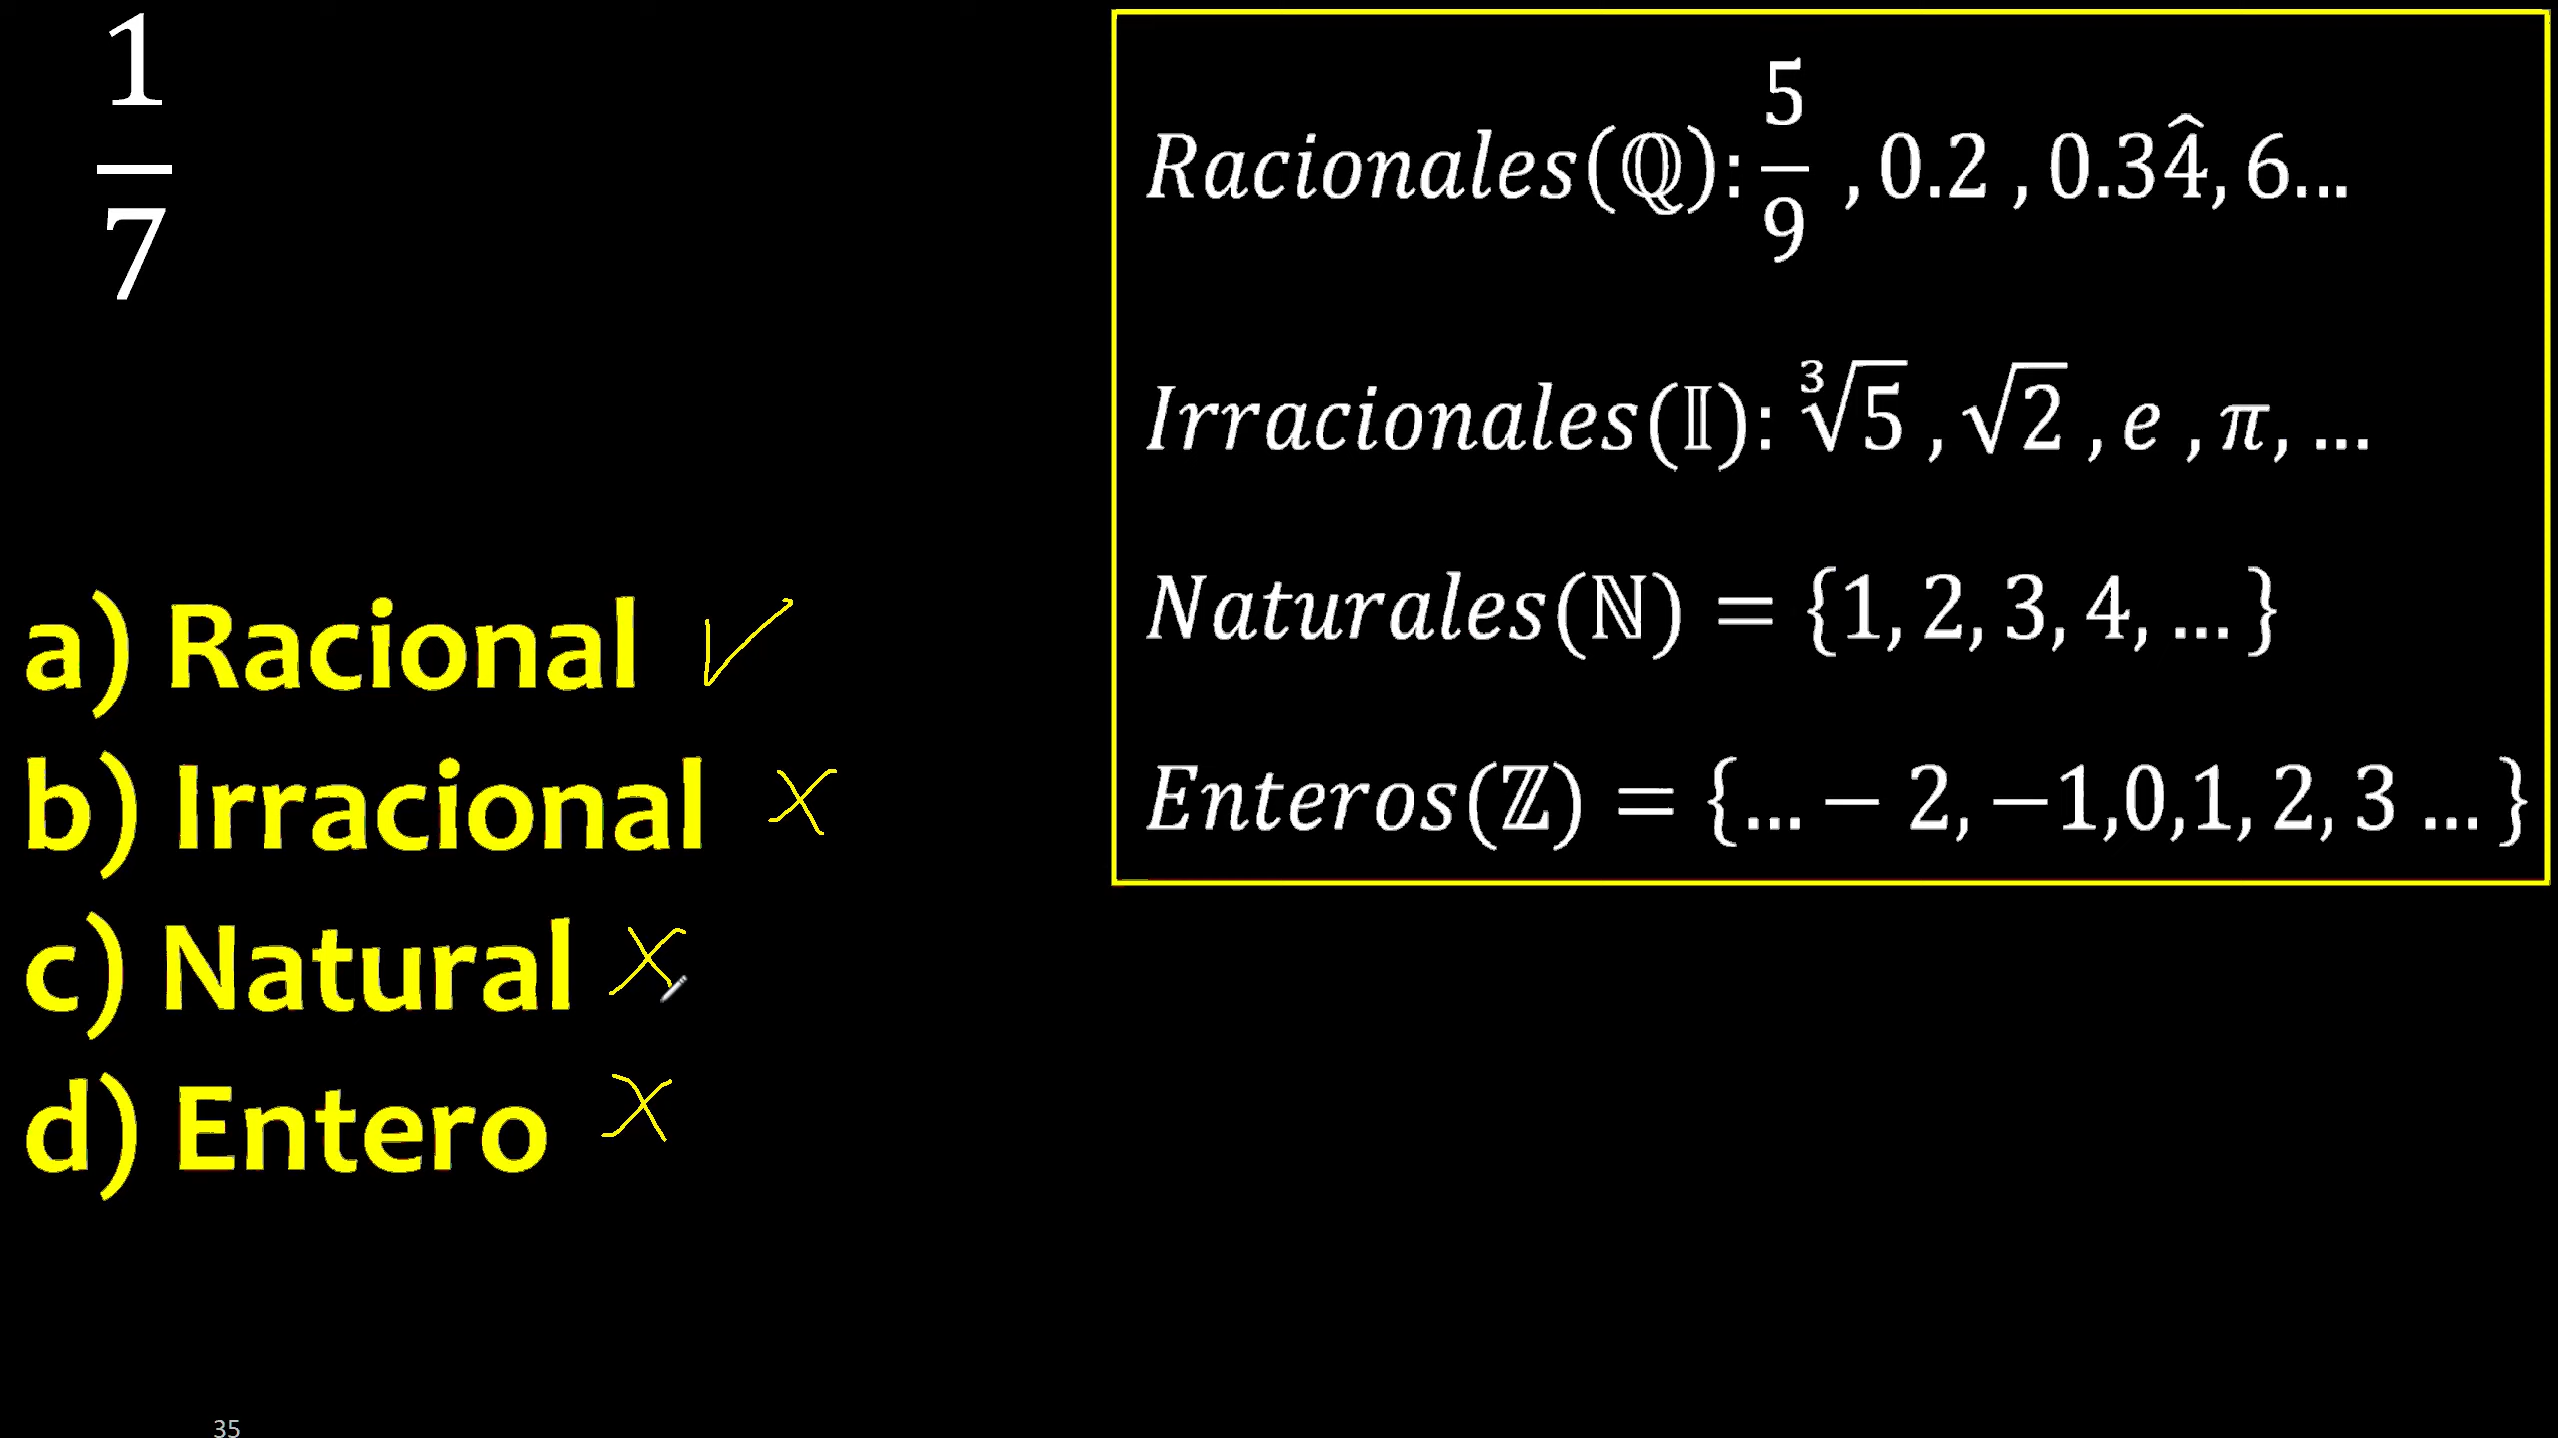 1/7
Racionales(ℚ): 5/9 , 0.2 , 0.34̂, 6...
Irracionales(𝕀): ∛5 , √2 , e , π, ...
Naturales(ℕ) = {1, 2, 3, 4, ... }
Enteros(ℤ) = {... − 2, −1,0,1, 2, 3 ... }
a) Racional ✓
b) Irracional X
c) Natural X
d) Entero X
35